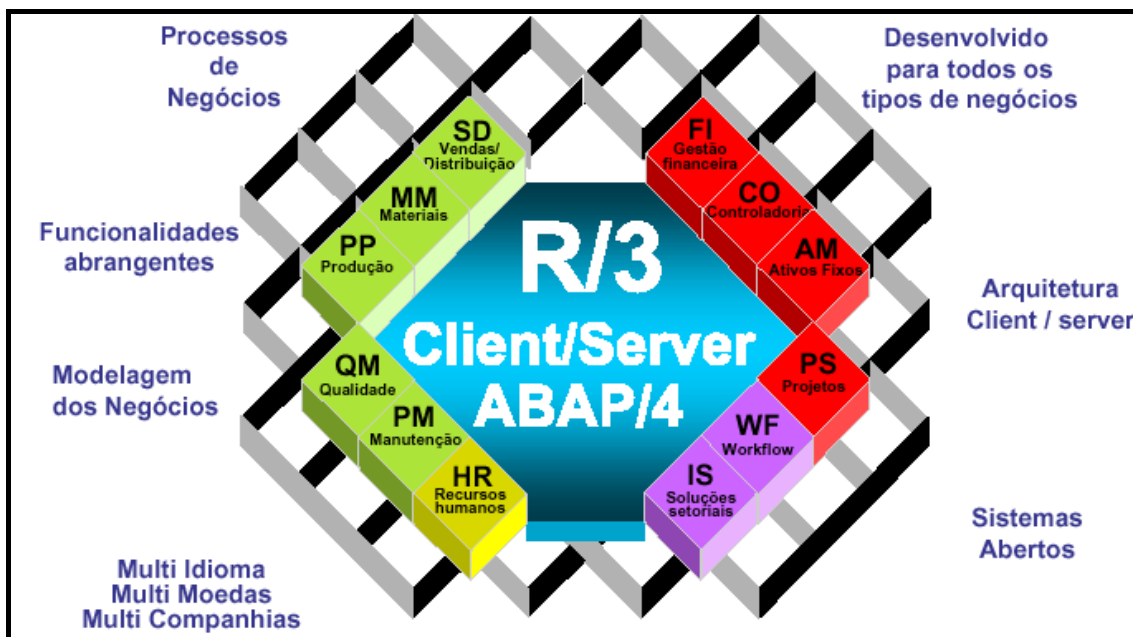 Processos
de
Negócios
Desenvolvido
para todos os
tipos de negócios
SD
Vendas/
Distribuição
MM
Materiais
PP
Produção
FI
Gestão
financeira
CO
Controladoria
AM
Ativos Fixos
Funcionalidades
abrangentes
R/3
Client/Server
ABAP/4
Arquitetura
Client / server
Modelagem
dos Negócios
QM
Qualidade
PM
Manutenção
HR
Recursos
humanos
PS
Projetos
WF
Workflow
IS
Soluções
setoriais
Sistemas
Abertos
Multi Idioma
Multi Moedas
Multi Companhias